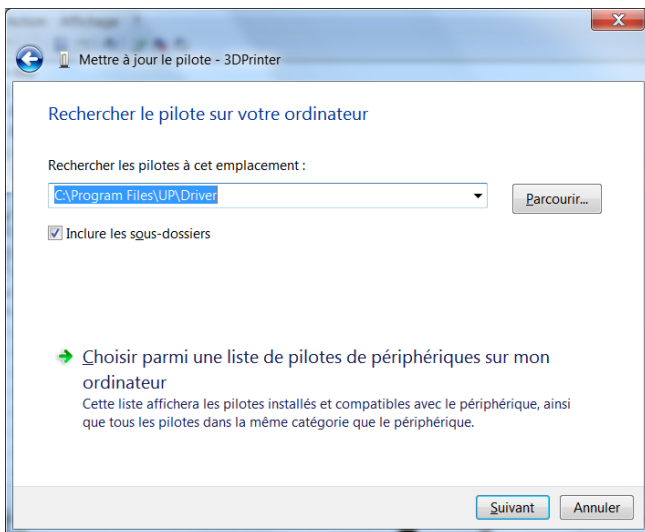 Affichage ?
Mettre à jour le pilote - 3DPrinter
Rechercher le pilote sur votre ordinateur
Rechercher les pilotes à cet emplacement :
C:\Program Files\UP\Driver
Parcourir...
Inclure les sous-dossiers
Choisir parmi une liste de pilotes de périphériques sur mon
ordinateur
Cette liste affichera les pilotes installés et compatibles avec le périphérique, ainsi
que tous les pilotes dans la même catégorie que le périphérique.
Suivant
Annuler